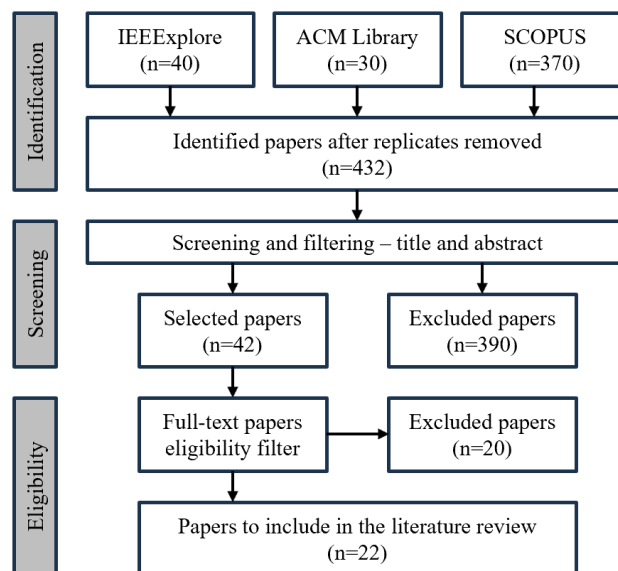 Identification
IEEExplore
(n=40)
ACM Library
(n=30)
SCOPUS
(n=370)
Identified papers after replicates removed
(n=432)
Screening
Screening and filtering – title and abstract
Selected papers
(n=42)
Excluded papers
(n=390)
Eligibility
Full-text papers
eligibility filter
Excluded papers
(n=20)
Papers to include in the literature review
(n=22)